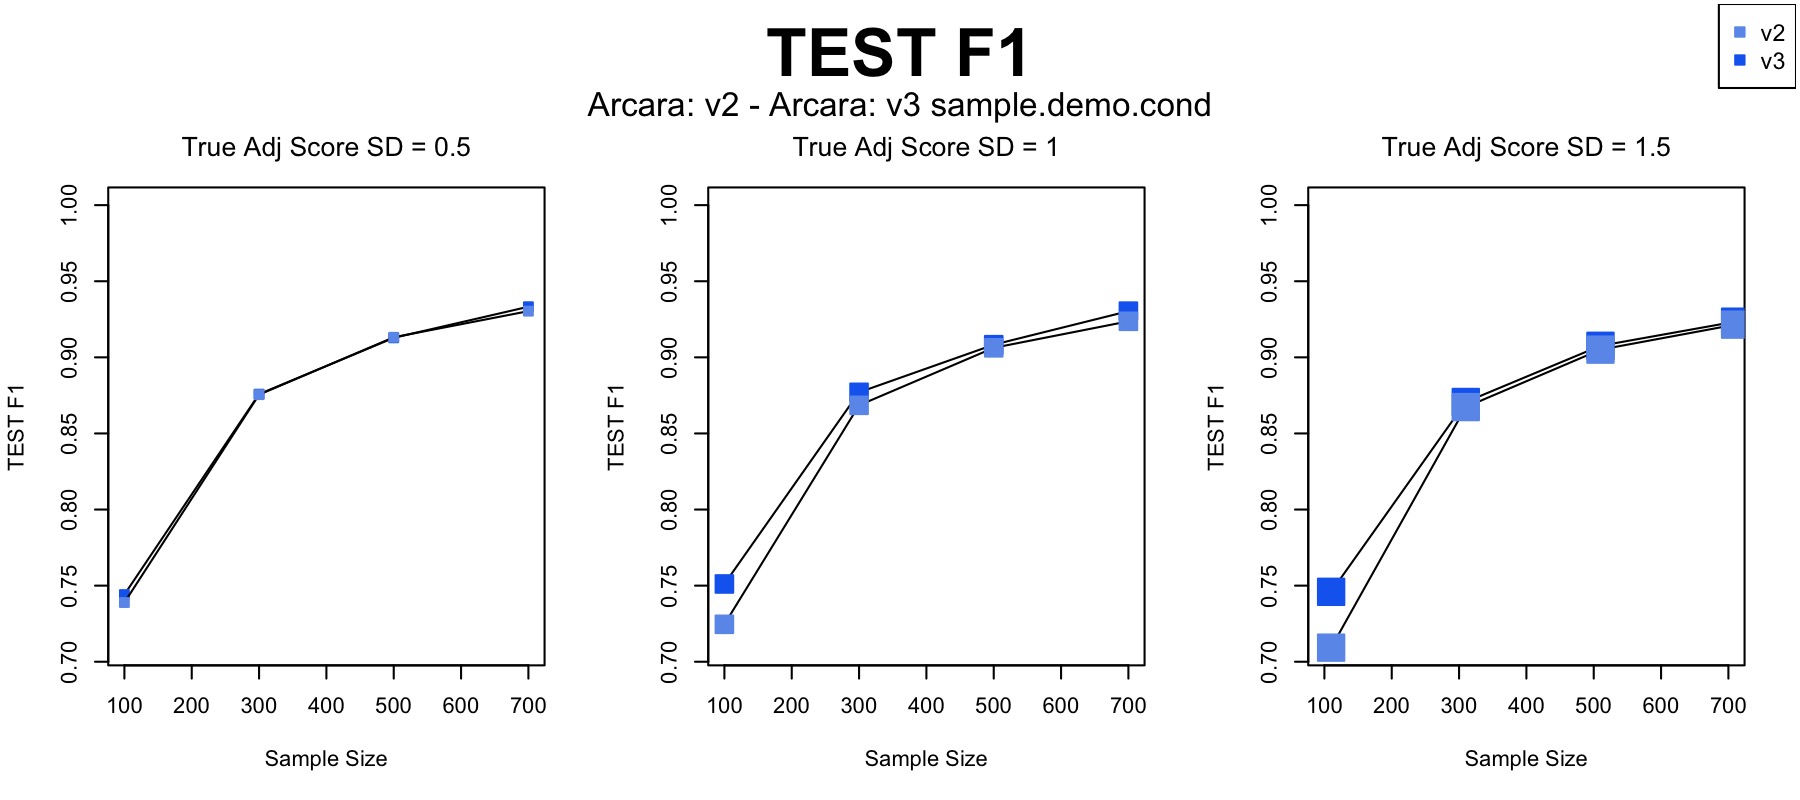 TEST F1
Arcara: v2 - Arcara: v3 sample.demo.cond
v2
v3
True Adj Score SD = 0.5
TEST F1
1.00
0.95
0.90
0.85
0.80
0.75
0.70
100 200 300 400 500 600 700
Sample Size
True Adj Score SD = 1
TEST F1
1.00
0.95
0.90
0.85
0.80
0.75
0.70
100 200 300 400 500 600 700
Sample Size
True Adj Score SD = 1.5
TEST F1
1.00
0.95
0.90
0.85
0.80
0.75
0.70
100 200 300 400 500 600 700
Sample Size